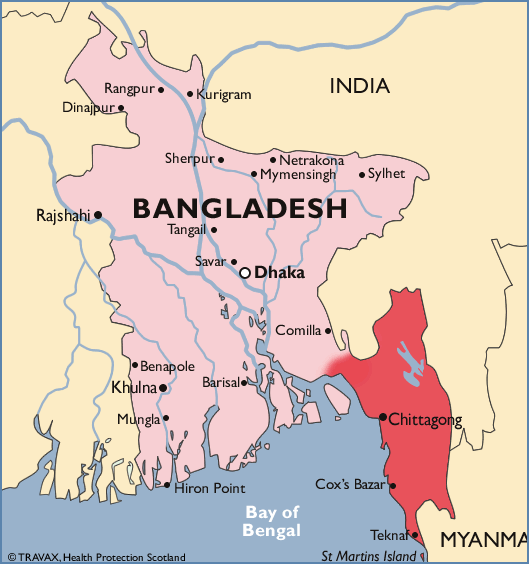 INDIA
Rangpur
Kurigram
Dinajpur
Sherpur
Netrakona
Mymensingh
Sylhet
BANGLADESH
Rajshahi
Tangail
Savar
Dhaka
Comilla
Benapole
Khulna
Barisal
Mungla
Chittagong
Hiron Point
Cox's Bazar
Bay of
Bengal
Teknaf
MYANMA
© TRAVAX, Health Protection Scotland
St Martins Island